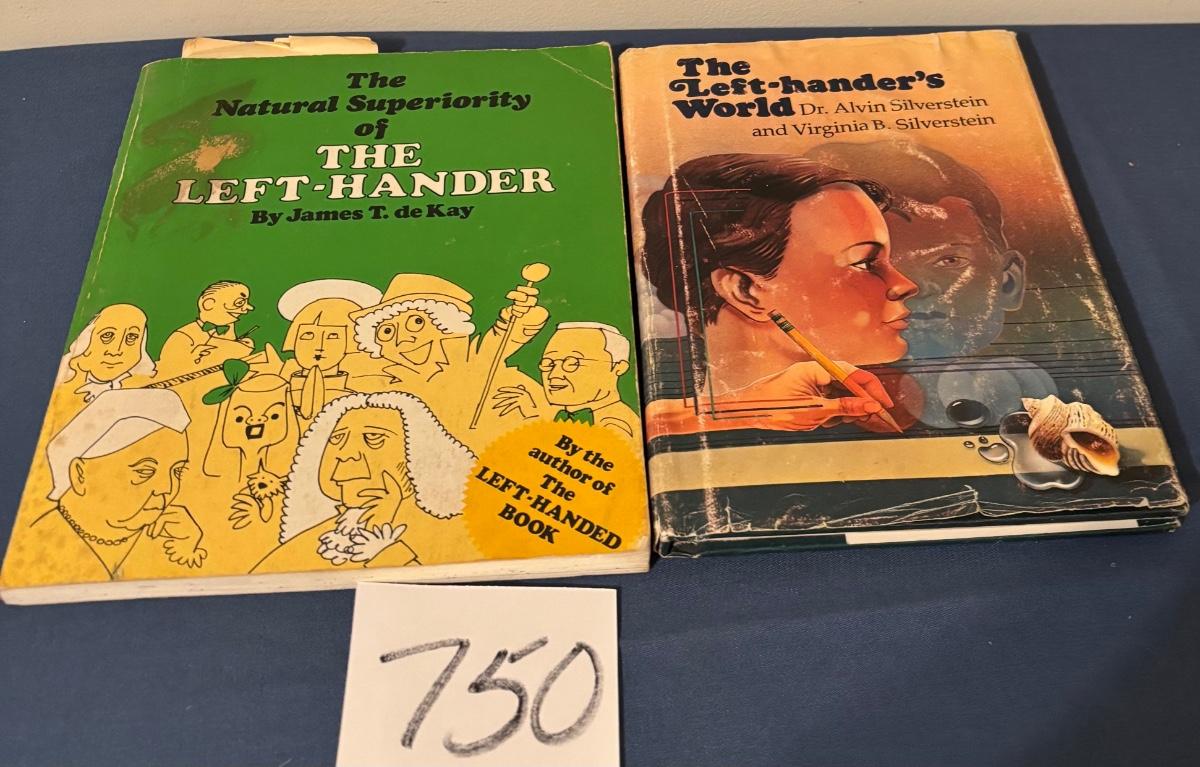 The
Natural Superiority
of
THE
LEFT-HANDER
By James T. de Kay
By the
author of
The
LEFT-HANDED
BOOK
The
Left-hander's
World Dr. Alvin Silverstein
and Virginia B. Silverstein
750